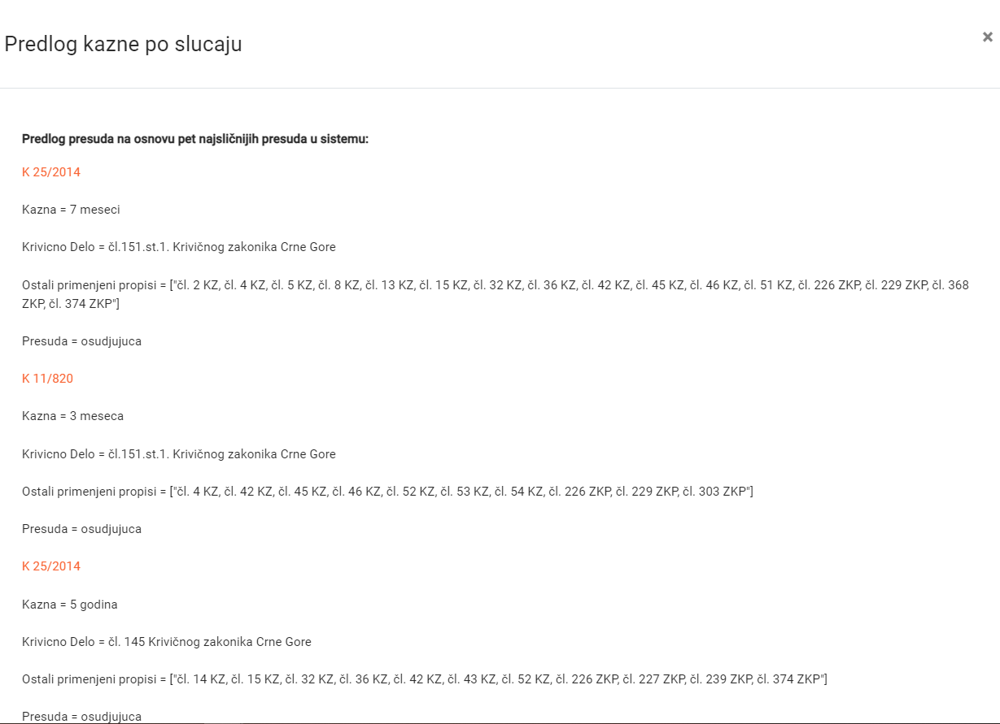 Predlog kazne po slucaju
×
Predlog presuda na osnovu pet najsličnijih presuda u sistemu:
K 25/2014
Kazna = 7 meseci
Krivicno Delo = čl.151.st.1. Krivičnog zakonika Crne Gore
Ostali primenjeni propisi = ["čl. 2 KZ, čl. 4 KZ, čl. 5 KZ, čl. 8 KZ, čl. 13 KZ, čl. 15 KZ, čl. 32 KZ, čl. 36 KZ, čl. 42 KZ, čl. 45 KZ, čl. 46 KZ, čl. 51 KZ, čl. 226 ZKP, čl. 229 ZKP, čl. 368
ZKP, čl. 374 ZKP"]
Presuda = osudjujuca
K 11/820
Kazna = 3 meseca
Krivicno Delo = čl.151.st.1. Krivičnog zakonika Crne Gore
Ostali primenjeni propisi = ["čl. 4 KZ, čl. 42 KZ, čl. 45 KZ, čl. 46 KZ, čl. 52 KZ, čl. 53 KZ, čl. 54 KZ, čl. 226 ZKP, čl. 229 ZKP, čl. 303 ZKP"]
Presuda = osudjujuca
K 25/2014
Kazna = 5 godina
Krivicno Delo = čl. 145 Krivičnog zakonika Crne Gore
Ostali primenjeni propisi = ["čl. 14 KZ, čl. 15 KZ, čl. 32 KZ, čl. 36 KZ, čl. 42 KZ, čl. 43 KZ, čl. 52 KZ, čl. 226 ZKP, čl. 227 ZKP, čl. 239 ZKP, čl. 374 ZKP"]
Presuda = osudjujuca